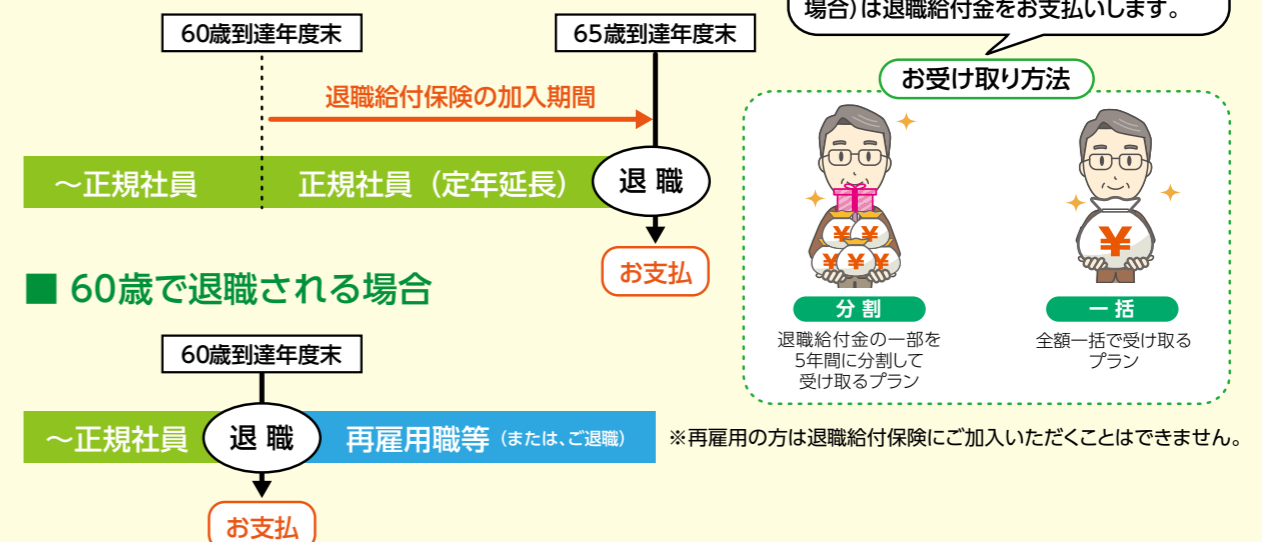 60歳到達年度末
65歳到達年度末
退職給付保険の加入期間
～正規社員
正規社員（定年延長）
退 職
お支払
場合）は退職給付金をお支払いします。
お受け取り方法
¥ ¥
¥ ¥ ¥
分 割
退職給付金の一部を
5年間に分割して
受け取るプラン
¥
一 括
全額一括で受け取る
プラン
■ 60歳で退職される場合
60歳到達年度末
～正規社員
退 職
再雇用職等（または、ご退職）
お支払
※再雇用の方は退職給付保険にご加入いただくことはできません。